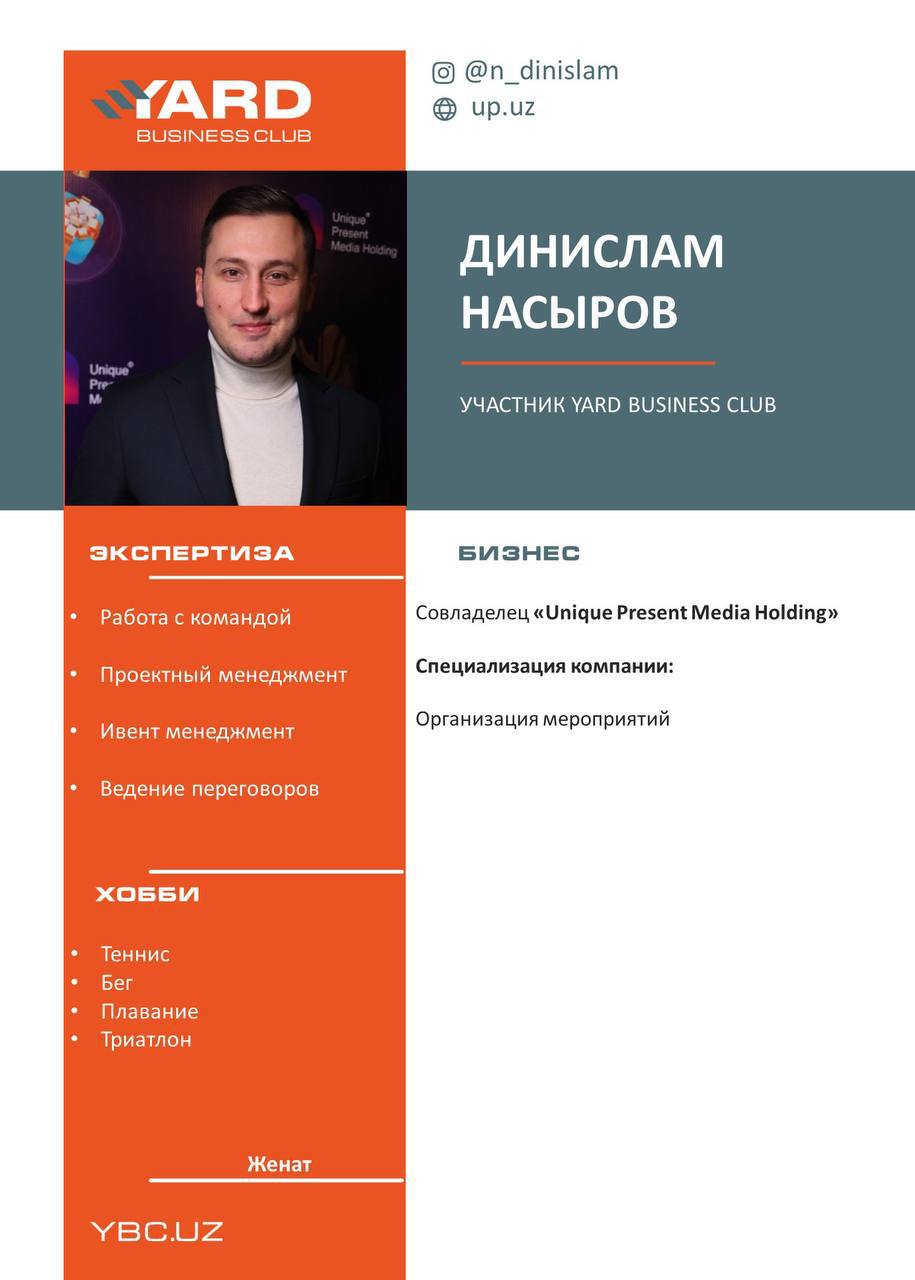 YARD
BUSINESS CLUB
@n_dinislam
up.uz
Unique®
Present
Media Holding
Unique®
ДИНИСЛАМ
НАСЫРОВ
УЧАСТНИК YARD BUSINESS CLUB
ЭКСПЕРТИЗА
• Работа с командой
• Проектный менеджмент
• Ивент менеджмент
• Ведение переговоров
БИЗНЕС
Совладелец «Unique Present Media Holding»
Специализация компании:
Организация мероприятий
ХОББИ
• Теннис
• Бег
• Плавание
• Триатлон
Женат
YBC.UZ